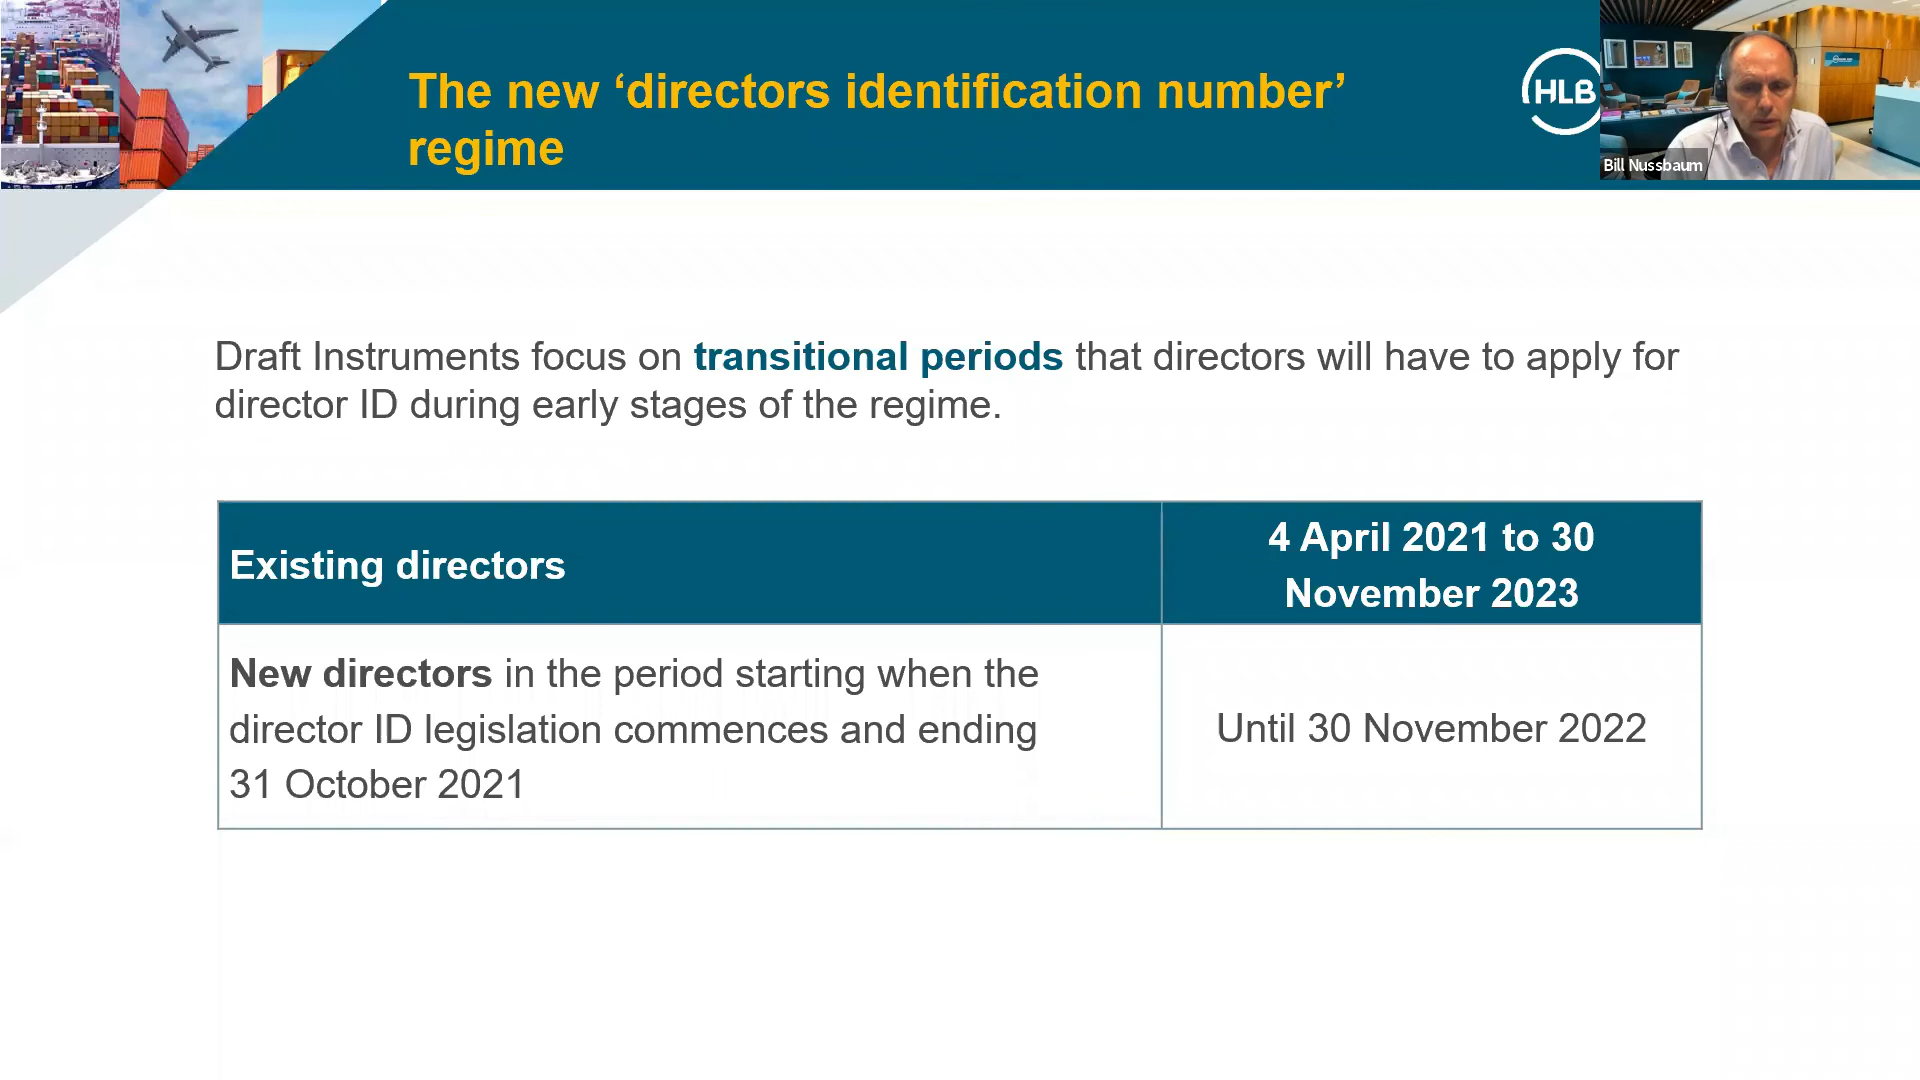 The new ‘directors identification number’
regime
HLB
Bill Nussbaum
Draft Instruments focus on transitional periods that directors will have to apply for
director ID during early stages of the regime.
Existing directors
4 April 2021 to 30
November 2023
New directors in the period starting when the
director ID legislation commences and ending
31 October 2021
Until 30 November 2022